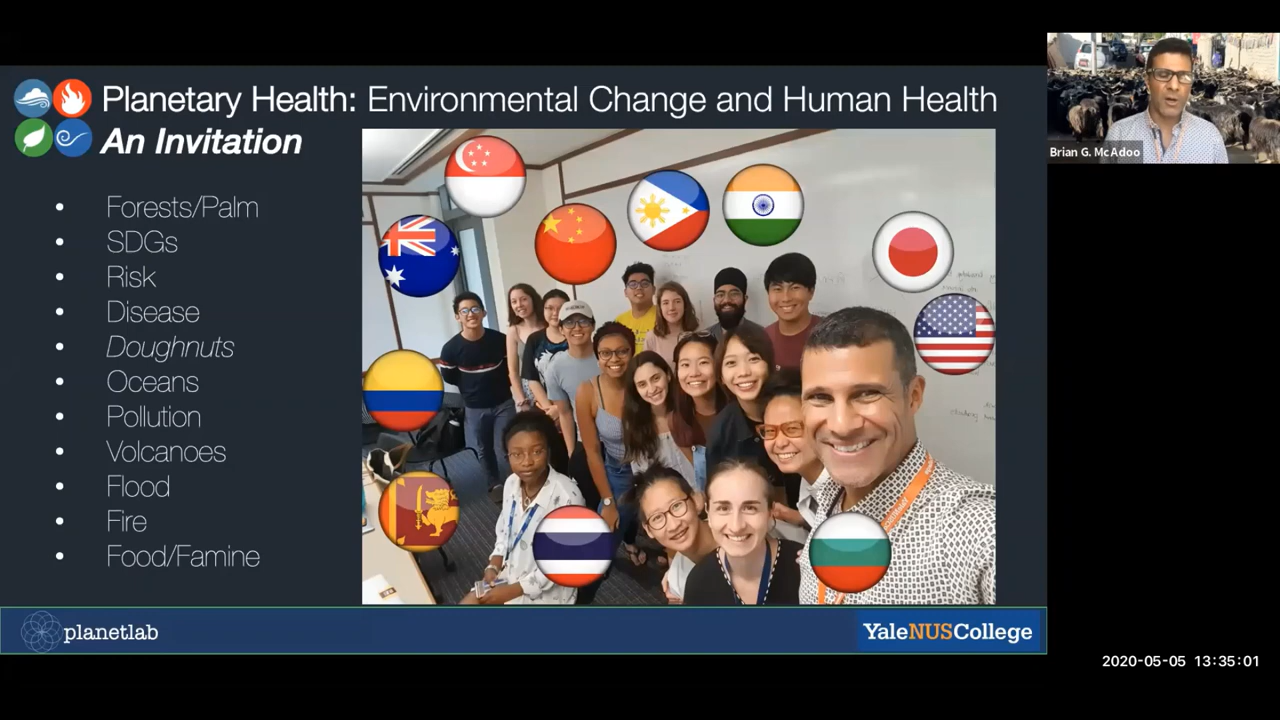 Planetary Health: Environmental Change and Human Health
An Invitation
• Forests/Palm
• SDGs
• Risk
• Disease
• Doughnuts
• Oceans
• Pollution
• Volcanoes
• Flood
• Fire
• Food/Famine
planetlab
YaleNUSCollege
Brian G. McAdoo
2020-05-05 13:35:01